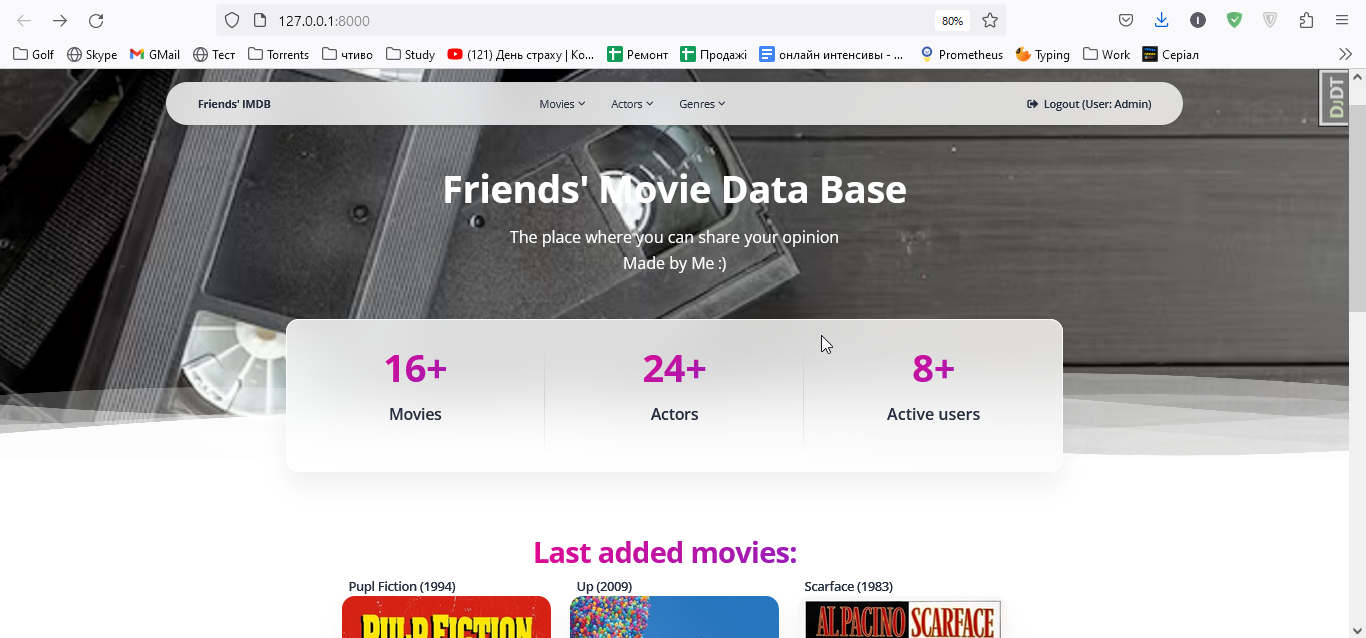 127.0.0.1:8000
80%
Golf
Skype
GMail
Тест
Torrents
чтиво
Study
(121) День страху | Ко...
Ремонт
Продажі
онлайн интенсивы - ...
Prometheus
Typing
Work
Серіал
Friends' IMDB
Movies
Actors
Genres
Logout (User: Admin)
DjDT
Friends' Movie Data Base
The place where you can share your opinion
Made by Me :)
16+
24+
8+
Movies
Actors
Active users
Last added movies:
Pupl Fiction (1994)
Up (2009)
Scarface (1983)
PULP FICTION
AL PACINO SCARFACE